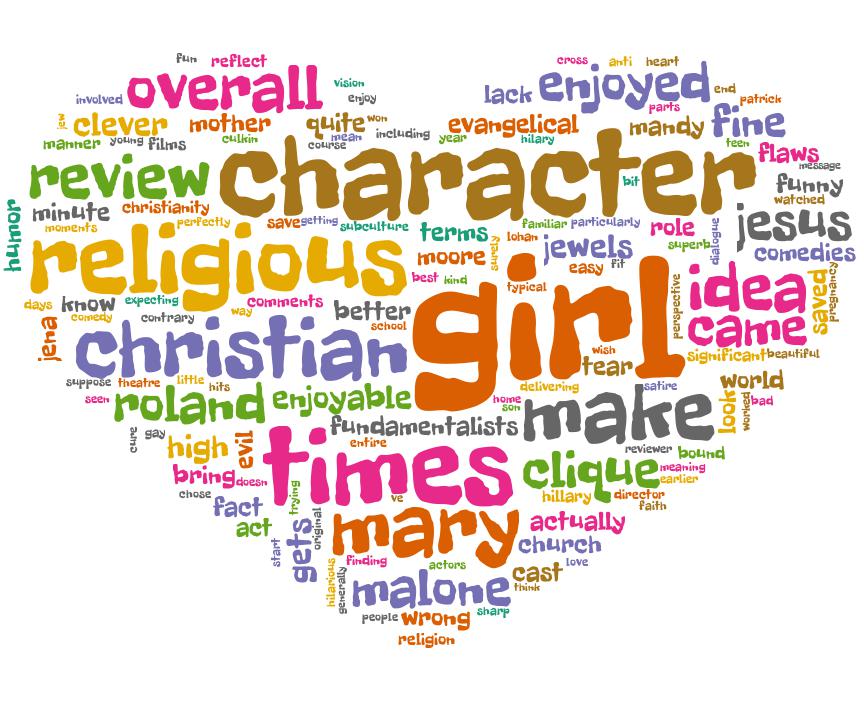 fun reflect cross anti heart
involved overall vision enjoy lack enjoyed end patrick
jew clever mother quite won evangelical parts mandy fine
manner young films culkin course mean including year hilary teen flaws
review character bit message
minute christianity funny watched
humor moments perfectly save getting subculture terms familiar particularly role dialogue jesus
religious moore surely lohan jewels superb comedies
best kind easy fit
typical girl perspective idea saved pregnancy
days know expecting comments better
comedy contrary way school came
jena christian wish tear significant beautiful
suppose theatre little hits delivering satire world
seen roland enjoyable home son make look worked bad
cure gay fundamentalists
high evil entire reviewer bound
bring doesn times clique meaning earlier
chose fact trying ve hillary director faith
act gets original mary actually
start church
finding actors love
hilarious generally malone cast think
people wrong sharp
religion